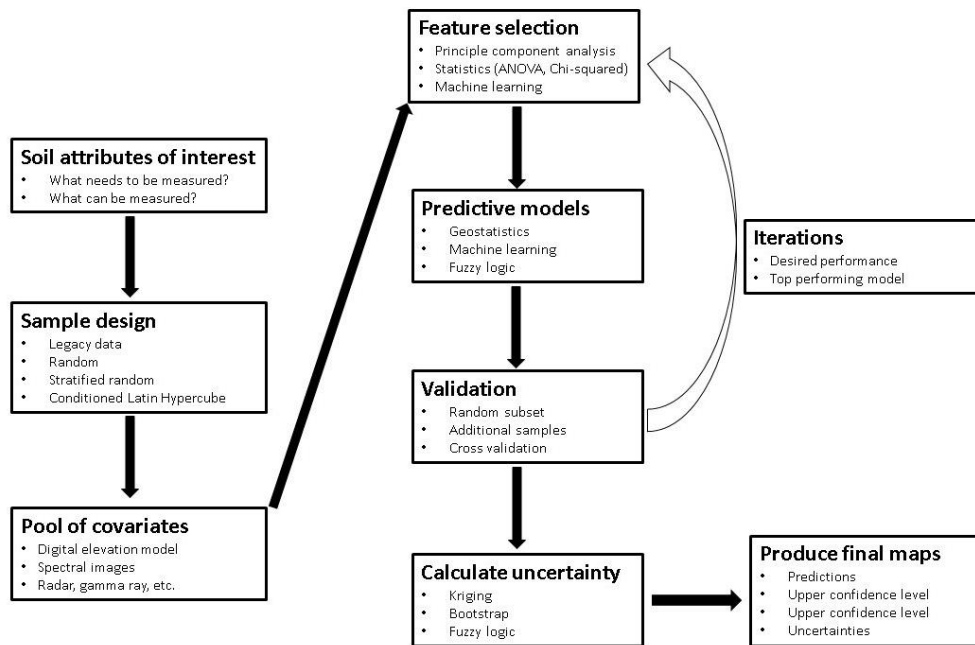 Soil attributes of interest
• What needs to be measured?
• What can be measured?
Sample design
• Legacy data
• Random
• Stratified random
• Conditioned Latin Hypercube
Pool of covariates
• Digital elevation model
• Spectral images
• Radar, gamma ray, etc.
Feature selection
• Principle component analysis
• Statistics (ANOVA, Chi-squared)
• Machine learning
Predictive models
• Geostatistics
• Machine learning
• Fuzzy logic
Validation
• Random subset
• Additional samples
• Cross validation
Iterations
• Desired performance
• Top performing model
Calculate uncertainty
• Kriging
• Bootstrap
• Fuzzy logic
Produce final maps
• Predictions
• Upper confidence level
• Upper confidence level
• Uncertainties